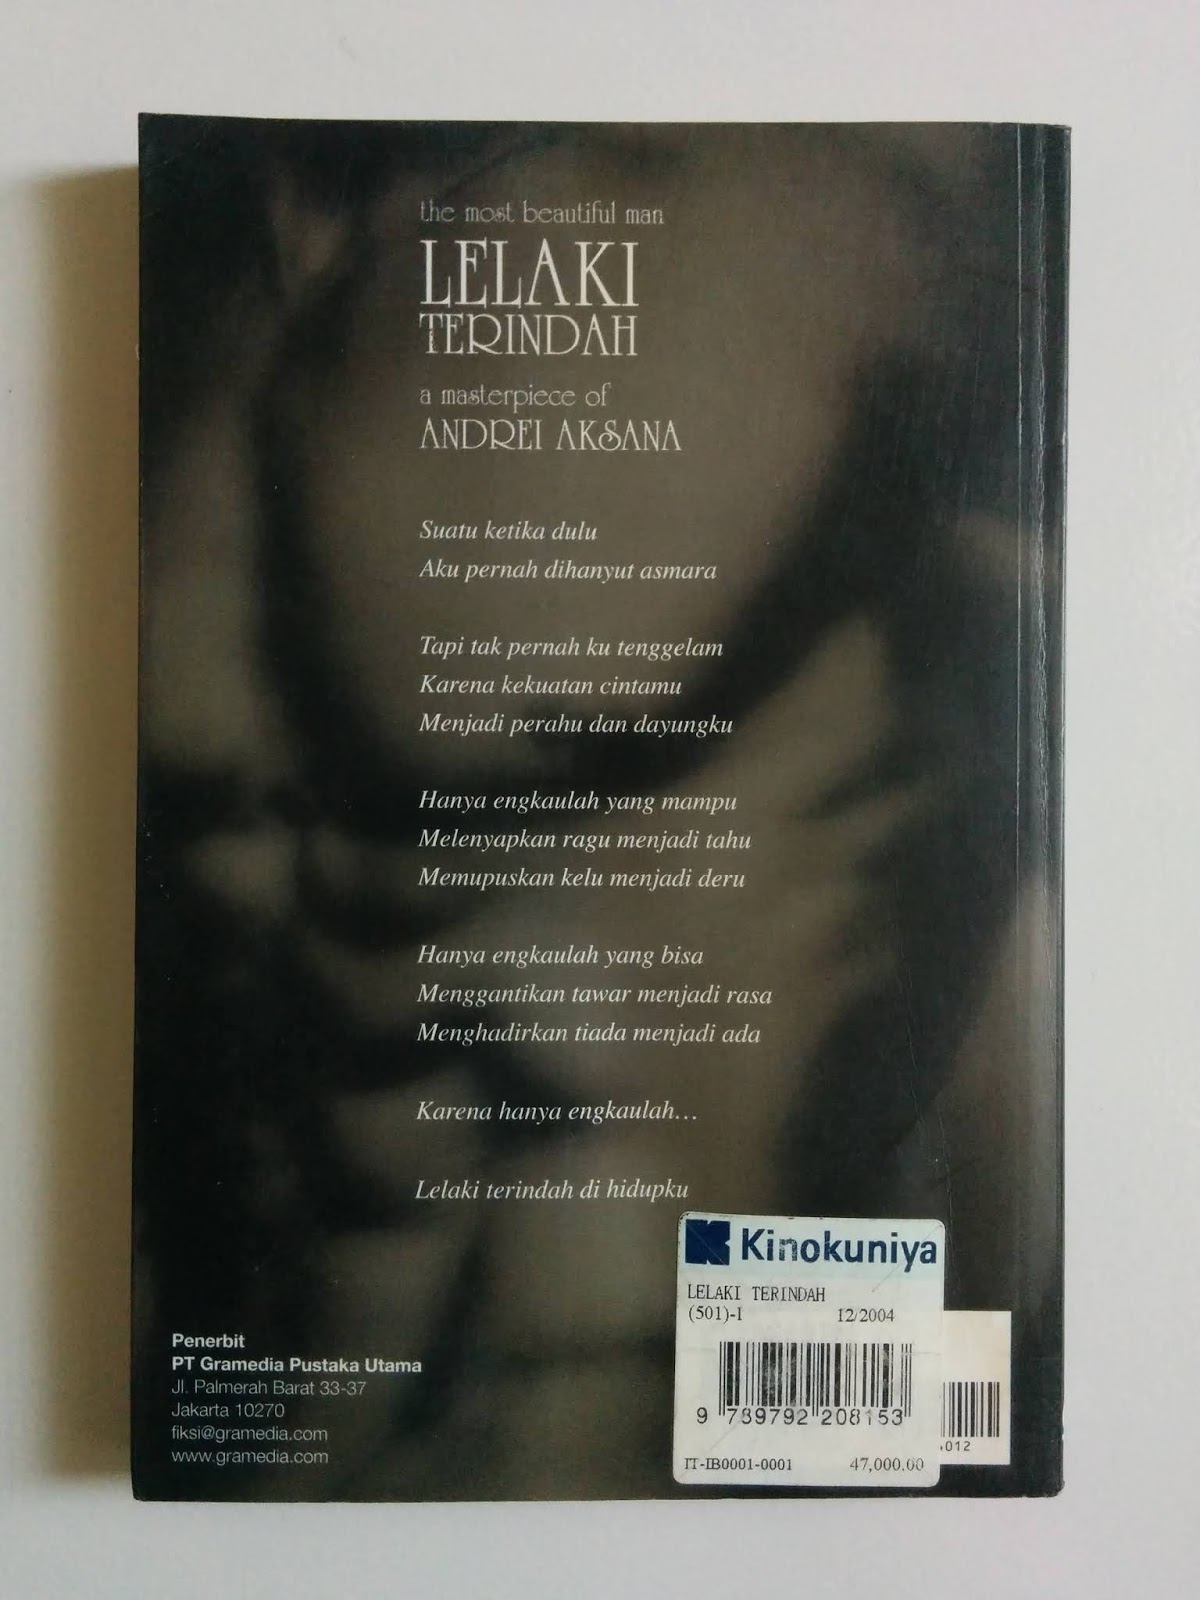 the most beautiful man
LELAKI
TERINDAH
a masterpiece of
ANDREI AKSANA
Suatu ketika dulu
Aku pernah dihanyut asmara
Tapi tak pernah ku tenggelam
Karena kekuatan cintamu
Menjadi perahu dan dayungku
Hanya engkaulah yang mampu
Melenyapkan ragu menjadi tahu
Memupuskan kelu menjadi deru
Hanya engkaulah yang bisa
Menggantikan tawar menjadi rasa
Menghadirkan tiada menjadi ada
Karena hanya engkaulah…
Lelaki terindah di hidupku
Penerbit
PT Gramedia Pustaka Utama
Jl. Palmerah Barat 33-37
Jakarta 10270
fiksi@gramedia.com
www.gramedia.com
Kinokuniya
LELAKI TERINDAH
(501)-I 12/2004
9 789792 208153
IT-IB0001-0001 47,000.00
012